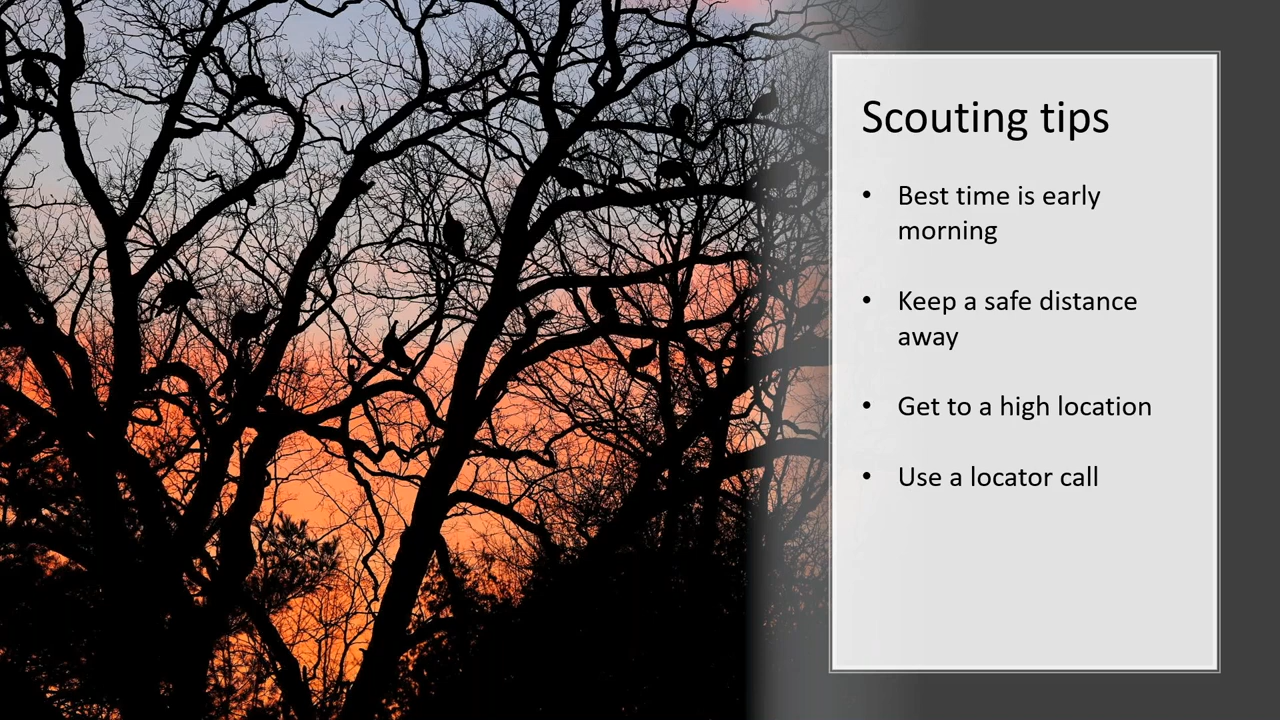 Scouting tips
• Best time is early
morning
• Keep a safe distance
away
• Get to a high location
• Use a locator call